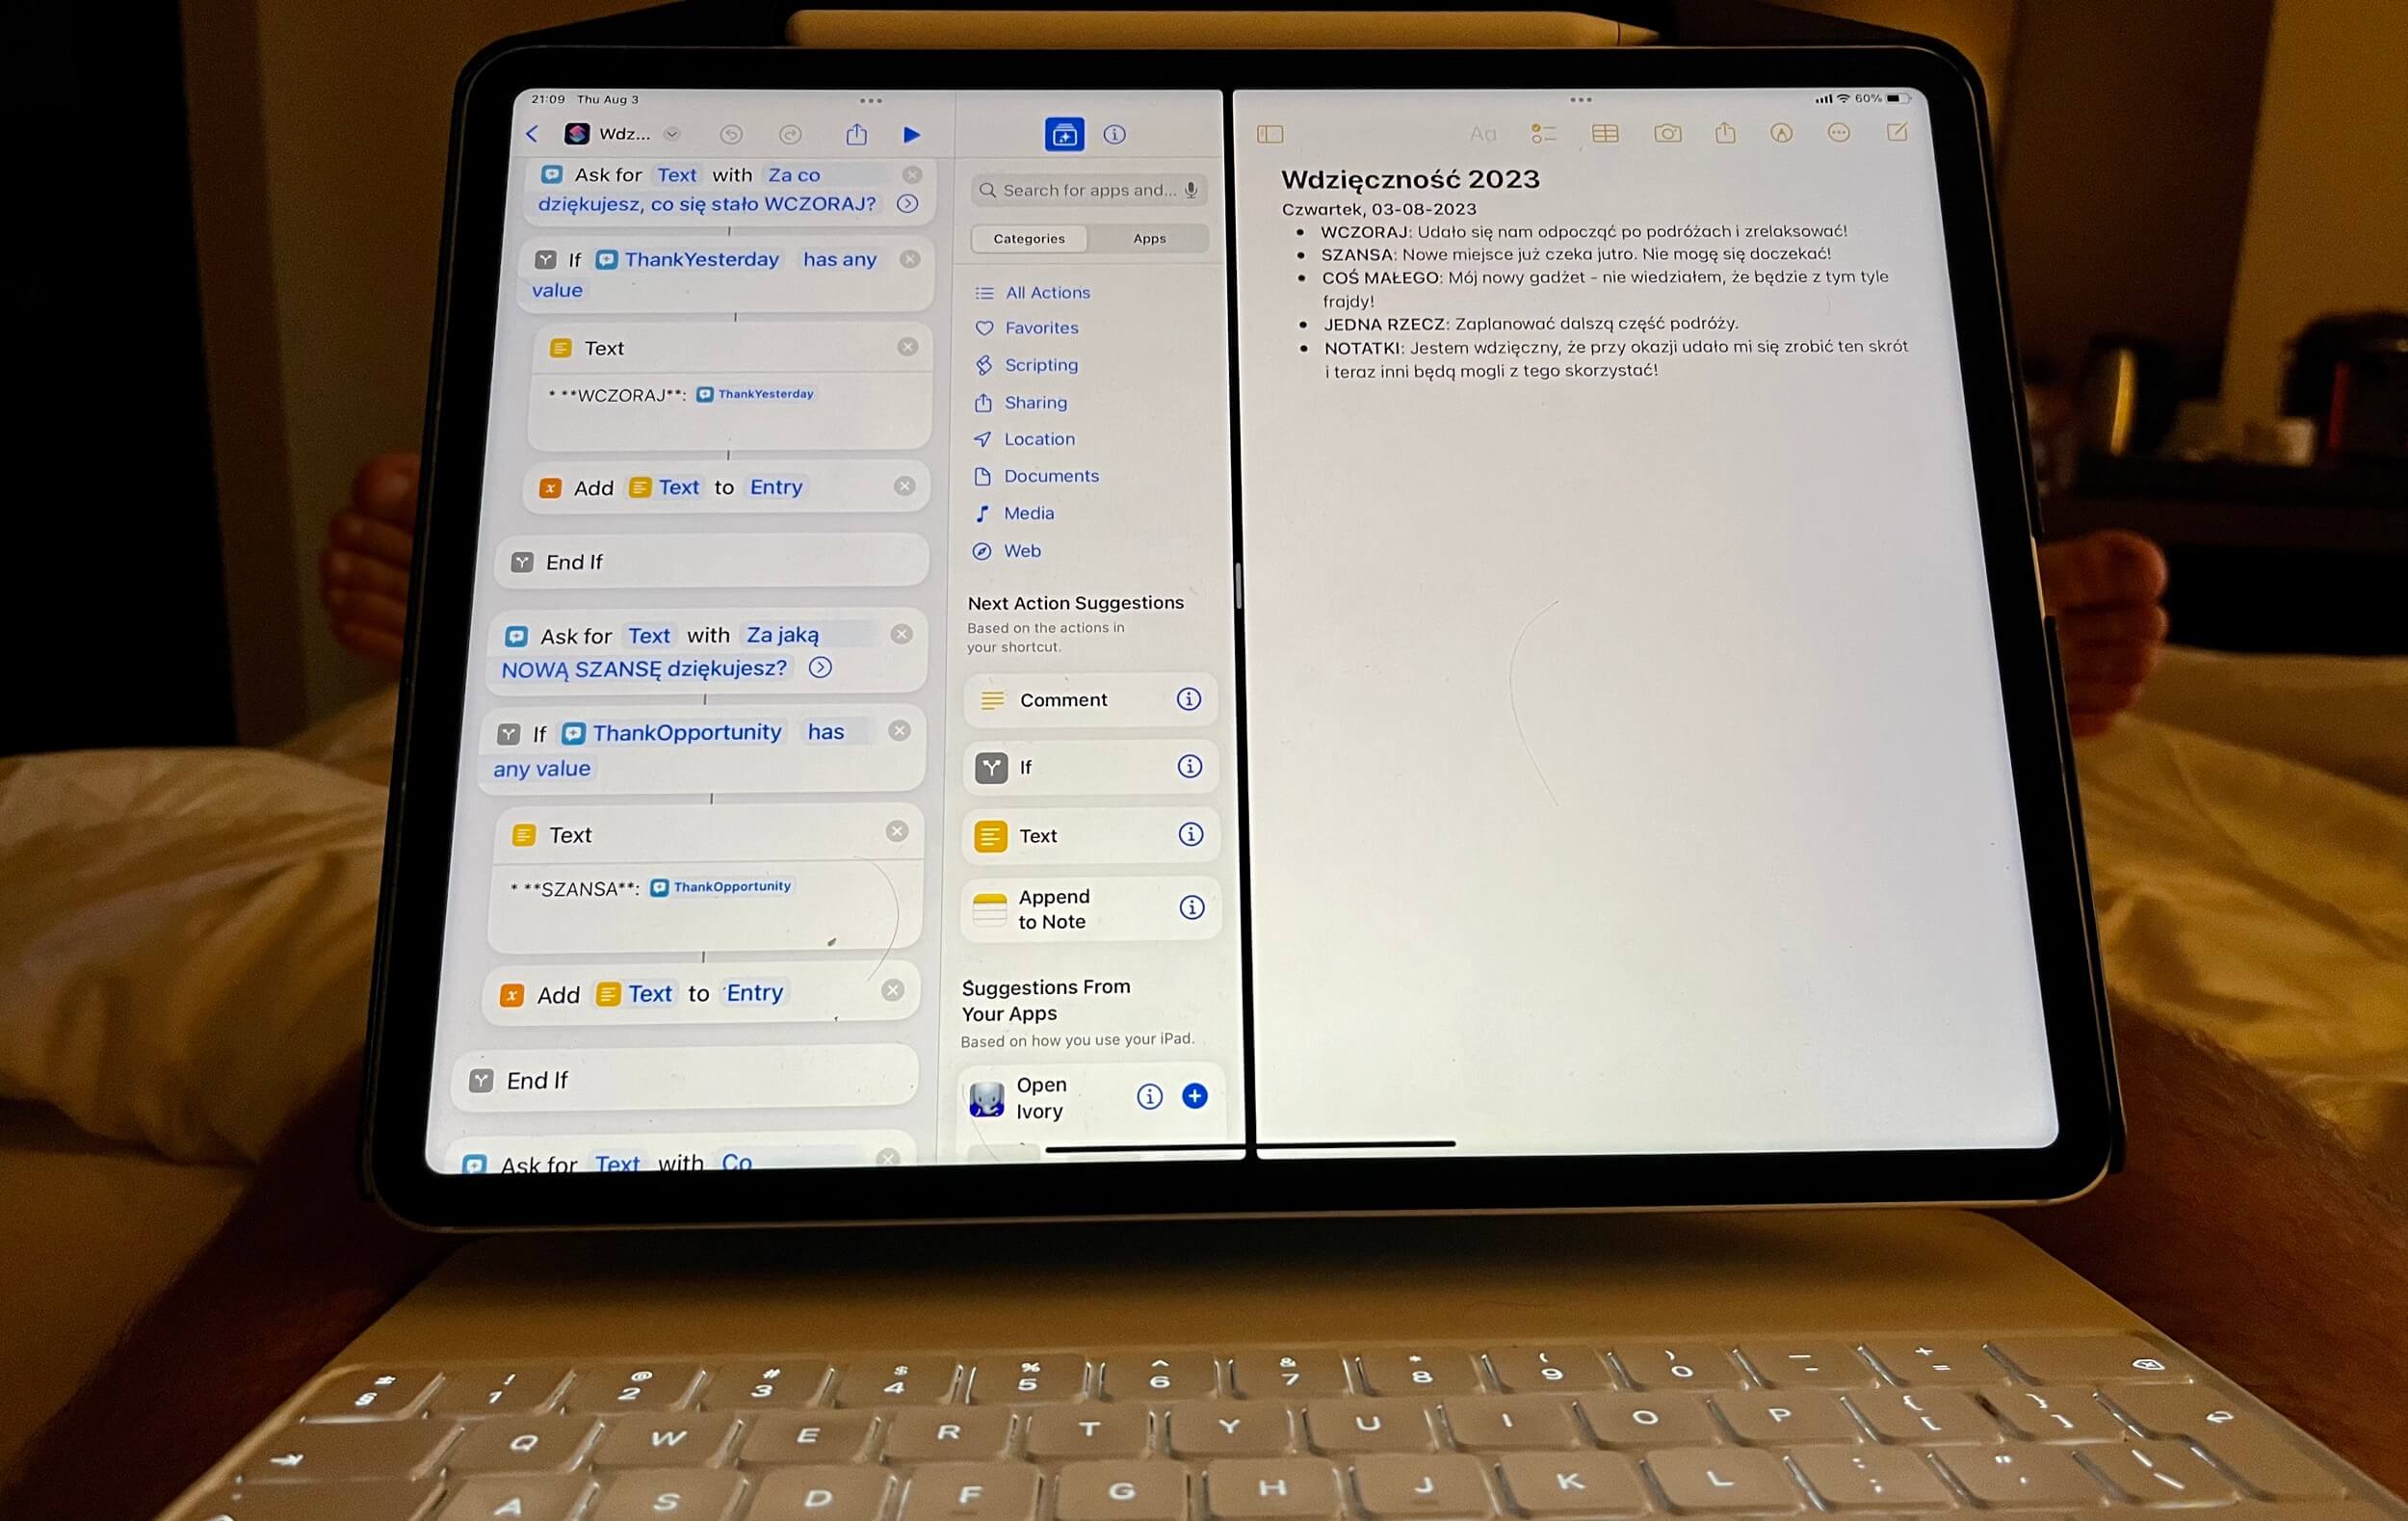 21:09 Thu Aug 3
Wdz...
Ask for Text with Za co
dziękujesz, co się stało WCZORAJ?
If ThankYesterday has any
value
Text
* **WCZORAJ**: ThankYesterday
Add Text to Entry
End If
Ask for Text with Za jaką
NOWĄ SZANSĘ dziękujesz?
If ThankOpportunity has
any value
Text
* **SZANSA**: ThankOpportunity
Add Text to Entry
End If
Ask for Text with Co
Search for apps and...
Categories Apps
All Actions
Favorites
Scripting
Sharing
Location
Documents
Media
Web
Next Action Suggestions
Based on the actions in
your shortcut.
Comment
If
Text
Append
to Note
Suggestions From
Your Apps
Based on how you use your iPad.
Open
Ivory
60%
Aa
Wdzięczność 2023
Czwartek, 03-08-2023
• WCZORAJ: Udało się nam odpocząć po podróżach i zrelaksować!
• SZANSA: Nowe miejsce już czeka jutro. Nie mogę się doczekać!
• COŚ MAŁEGO: Mój nowy gadżet - nie wiedziałem, że będzie z tym tyle
frajdy!
• JEDNA RZECZ: Zaplanować dalszą część podróży.
• NOTATKI: Jestem wdzięczny, że przy okazji udało mi się zrobić ten skrót
i teraz inni będą mogli z tego skorzystać!
± § ! 1 @ 2 # 3 $ 4 % 5 ^ 6 & 7 * 8 ( 9 ) 0 _ - + =
Q W E R T Y U I O P { [ } ]
A S D F G H J K L : ; " ' | \